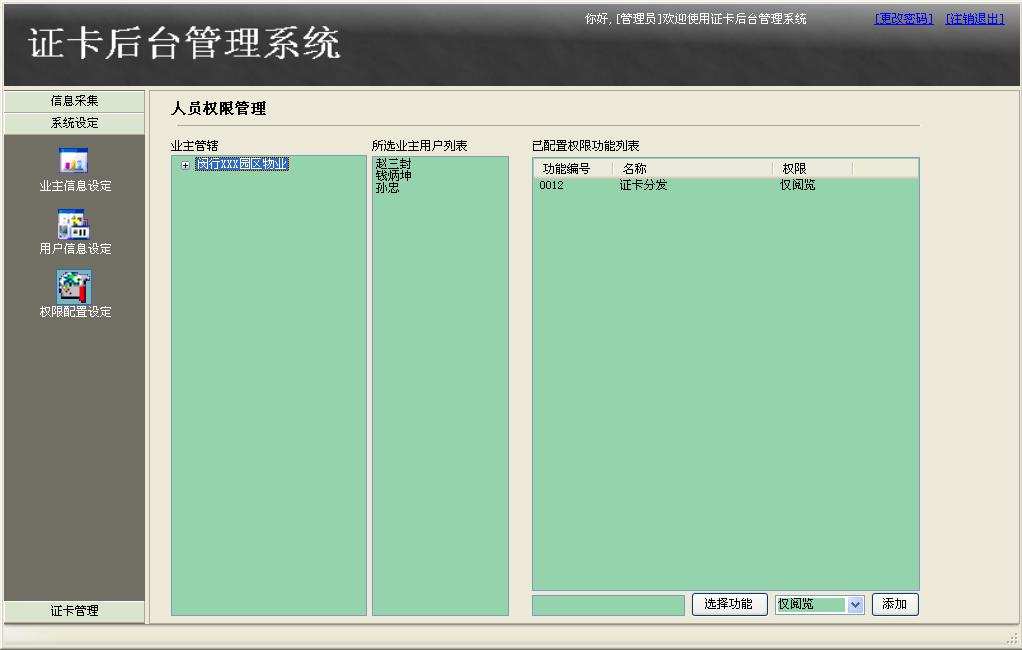 你好, [管理员]欢迎使用证卡后台管理系统 [更改密码] [注销退出]
证卡后台管理系统
信息采集
系统设定
业主信息设定
用户信息设定
权限配置设定
证卡管理
人员权限管理
业主管辖
闵行XXX园区物业
所选业主用户列表
赵三封
钱炳坤
孙忠
已配置权限功能列表
功能编号 名称 权限
0012 证卡分发 仅阅览
选择功能 仅阅览 添加